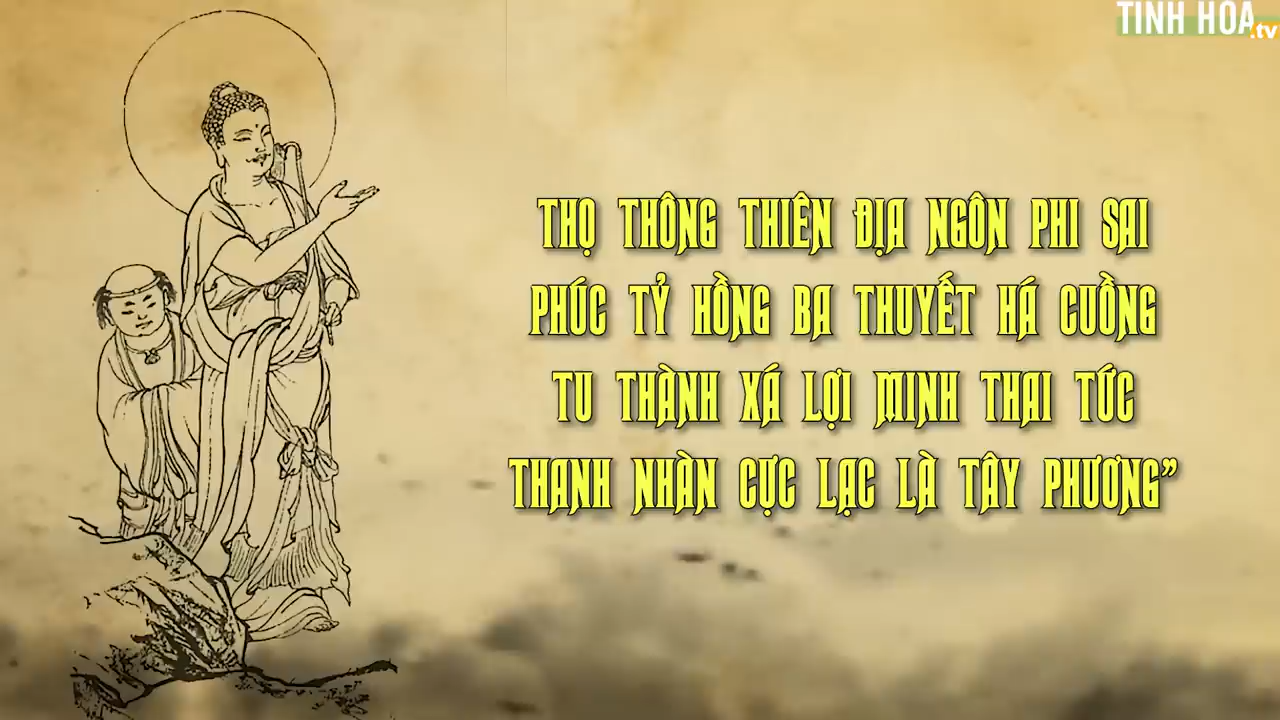 TINH HOA.tv
THỌ THÔNG THIÊN ĐỊA NGÔN PHI SAI
PHÚC TỶ HỒNG BA THUYẾT HÁ CUỒNG
TU THÀNH XÁ LỢI MINH THAI TỨC
THANH NHÀN CỰC LẠC LÀ TÂY PHƯƠNG”